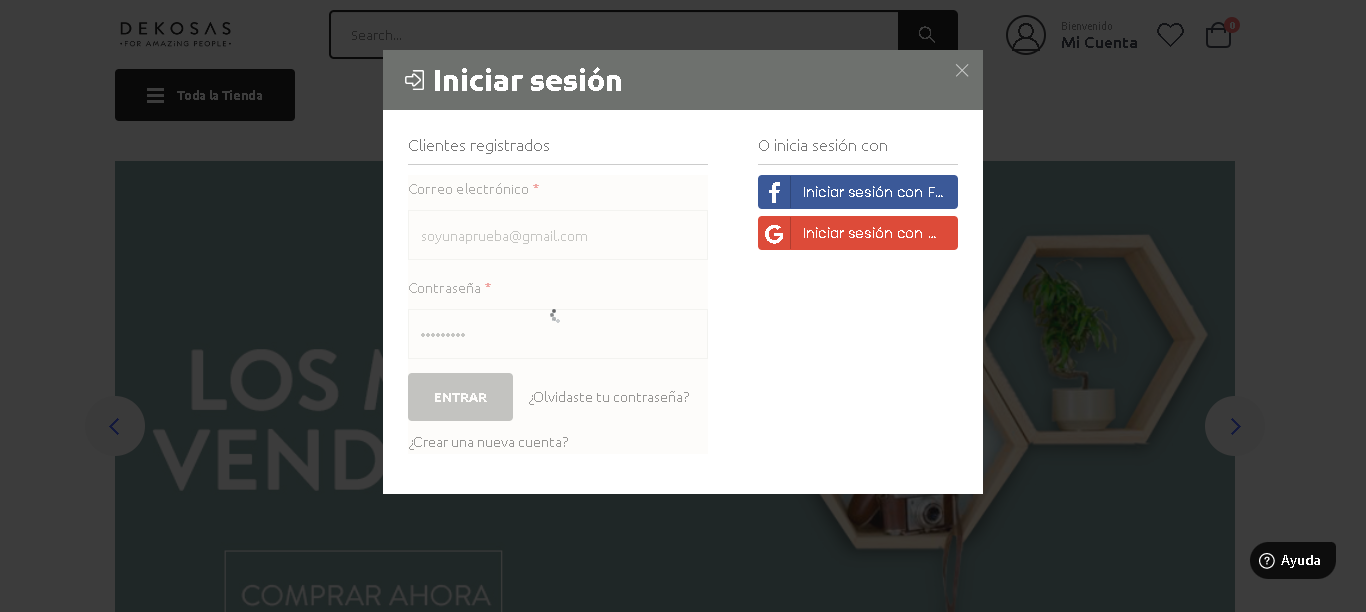 DEKOSAS
•FOR AMAZING PEOPLE•
Search...
Bienvenido
Mi Cuenta
0
Toda la Tienda
Iniciar sesión
Clientes registrados
Correo electrónico *
soyunaprueba@gmail.com
Contraseña *
•••••••••
ENTRAR
¿Olvidaste tu contraseña?
¿Crear una nueva cuenta?
O inicia sesión con
Iniciar sesión con F...
Iniciar sesión con ...
LOS M
VEND
COMPRAR AHORA
Ayuda